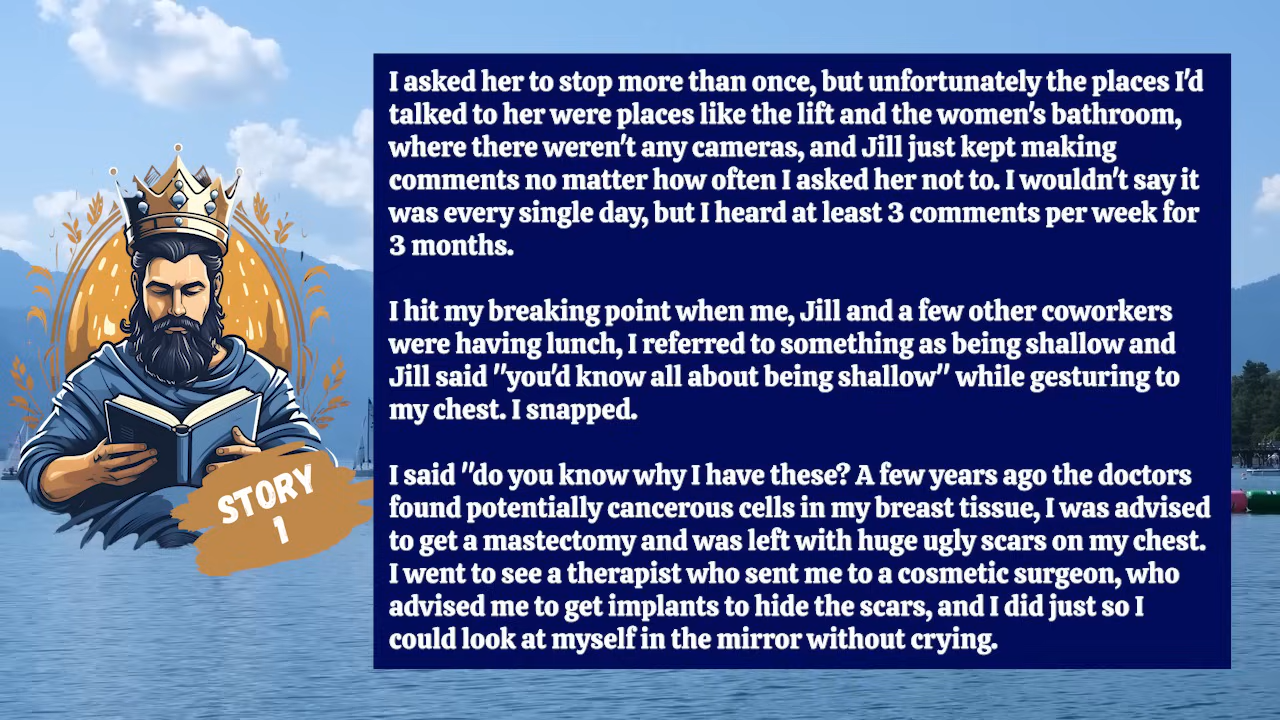 I asked her to stop more than once, but unfortunately the places I'd
talked to her were places like the lift and the women's bathroom,
where there weren't any cameras, and Jill just kept making
comments no matter how often I asked her not to. I wouldn't say it
was every single day, but I heard at least 3 comments per week for
3 months.
I hit my breaking point when me, Jill and a few other coworkers
were having lunch, I referred to something as being shallow and
Jill said "you'd know all about being shallow" while gesturing to
my chest. I snapped.
I said "do you know why I have these? A few years ago the doctors
found potentially cancerous cells in my breast tissue, I was advised
to get a mastectomy and was left with huge ugly scars on my chest.
I went to see a therapist who sent me to a cosmetic surgeon, who
advised me to get implants to hide the scars, and I did just so I
could look at myself in the mirror without crying.
STORY
1